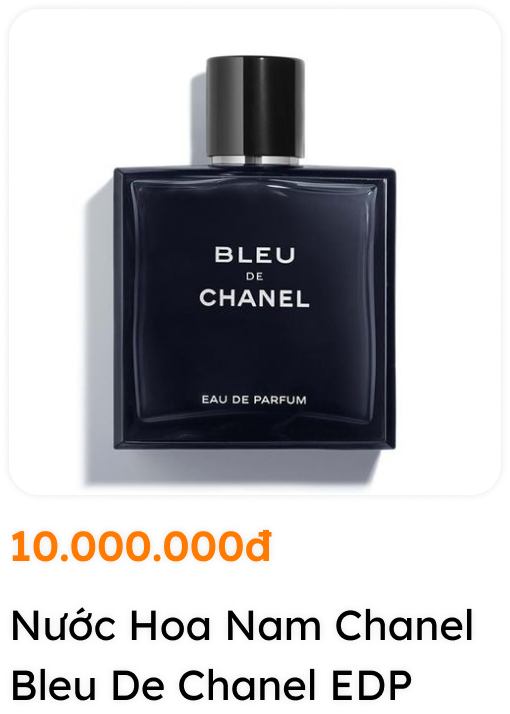 BLEU
DE
CHANEL
EAU DE PARFUM
10.000.000đ
Nước Hoa Nam Chanel
Bleu De Chanel EDP